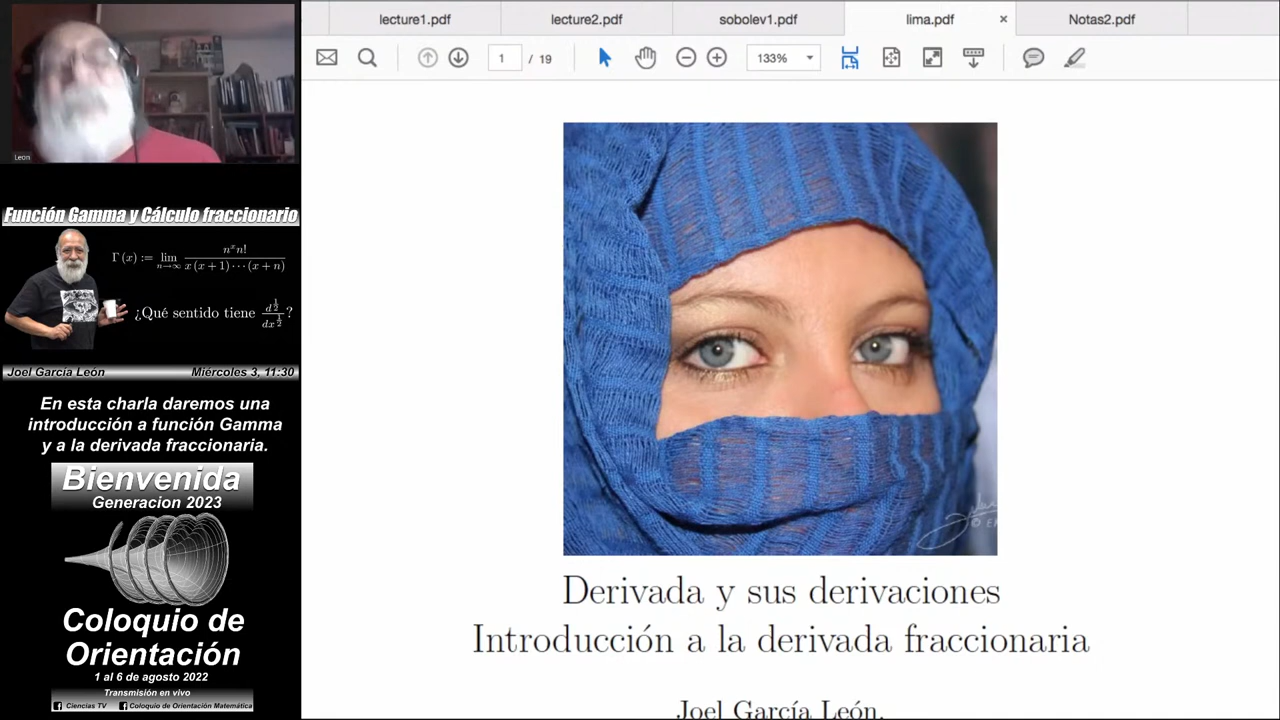 lecture1.pdf
lecture2.pdf
sobolev1.pdf
lima.pdf
×
Notas2.pdf
1 / 19
133%
Leon
Función Gamma y Cálculo fraccionario
Γ (x) := lim n→∞ n^x n! / x (x + 1) ⋯ (x + n)
¿Qué sentido tiene d^{1/2} / dx^{1/2} ?
Joel García León Miércoles 3, 11:30
En esta charla daremos una
introducción a función Gamma
y a la derivada fraccionaria.
Bienvenida
Generacion 2023
Coloquio de
Orientación
1 al 6 de agosto 2022
Transmisión en vivo
Ciencias TV Coloquio de Orientación Matemática
Derivada y sus derivaciones
Introducción a la derivada fraccionaria
Joel García León.